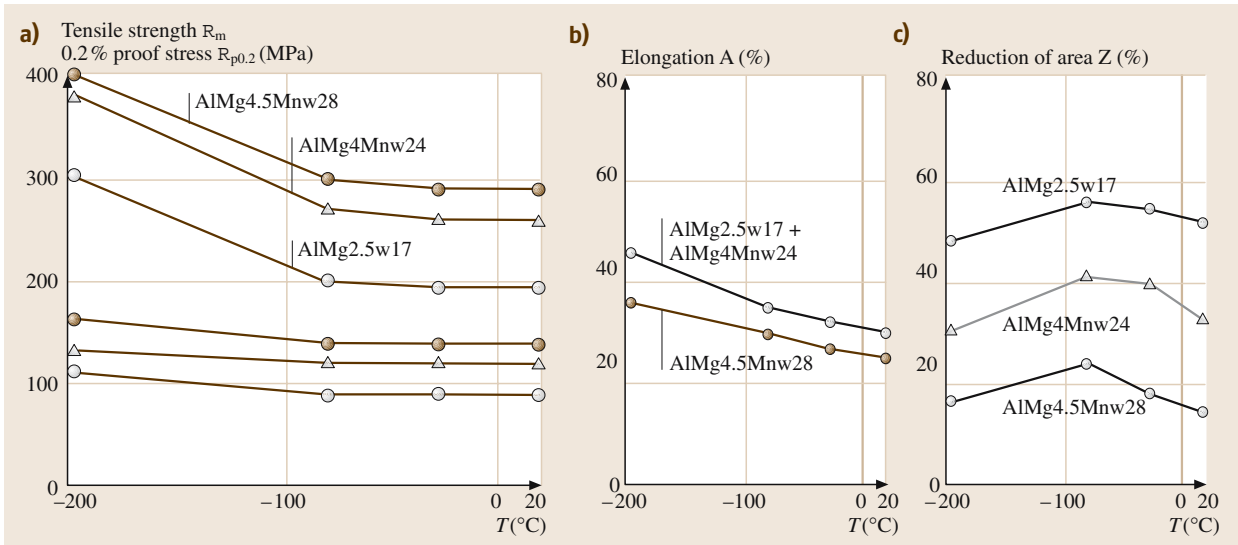 a) Tensile strength Rm
0.2% proof stress Rp0.2 (MPa)
400
300
200
100
0
AlMg4.5Mnw28
AlMg4Mnw24
AlMg2.5w17
−200
−100
0
20
T(°C)
b) Elongation A (%)
80
60
40
20
0
AlMg2.5w17 +
AlMg4Mnw24
AlMg4.5Mnw28
−200
−100
0
20
T(°C)
c) Reduction of area Z (%)
80
60
40
20
0
AlMg2.5w17
AlMg4Mnw24
AlMg4.5Mnw28
−200
−100
0
20
T(°C)